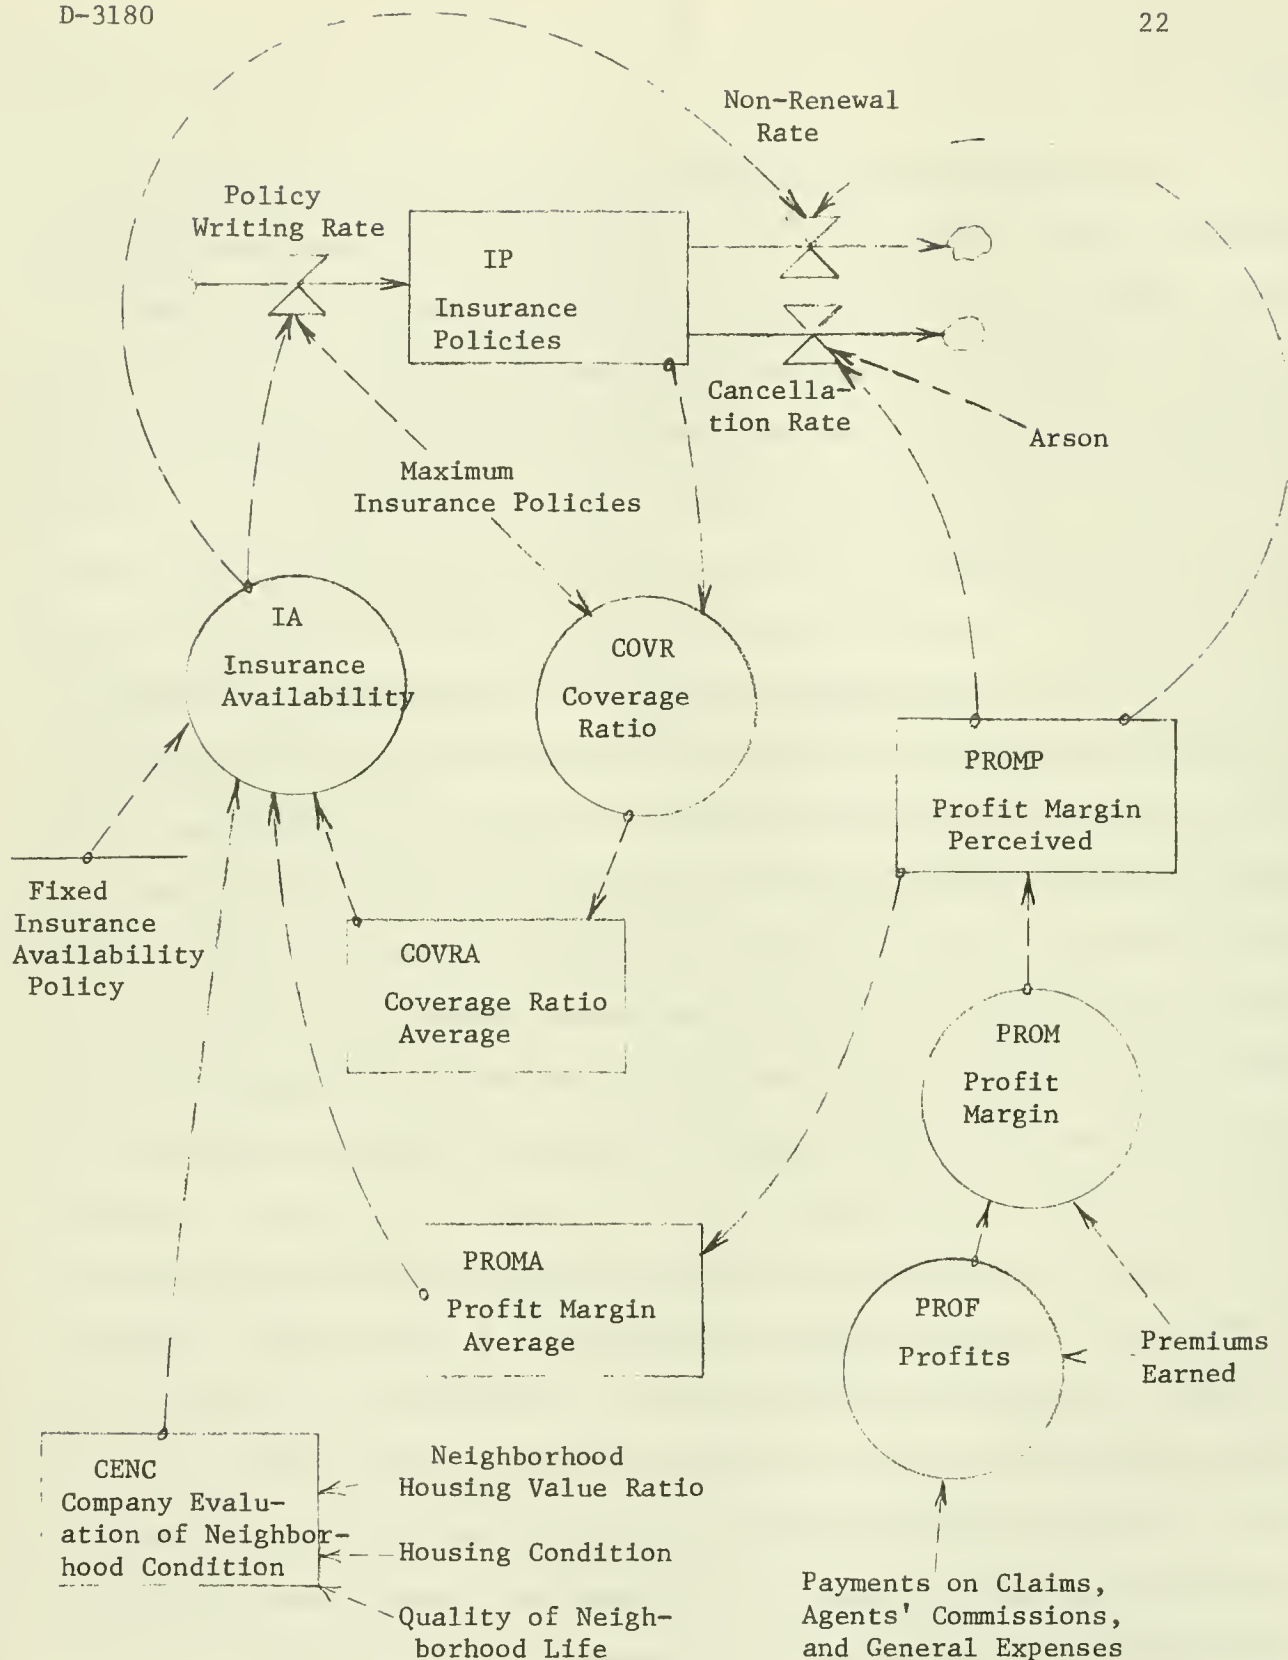 D-3180
22
Non-Renewal
Rate
Policy
Writing Rate
IP
Insurance
Policies
Cancella-
tion Rate
Arson
Maximum
Insurance Policies
IA
Insurance
Availability
COVR
Coverage
Ratio
PROMP
Profit Margin
Perceived
Fixed
Insurance
Availability
Policy
COVRA
Coverage Ratio
Average
PROM
Profit
Margin
PROMA
Profit Margin
Average
PROF
Profits
Premiums
Earned
CENC
Company Evalu-
ation of Neighbor-
hood Condition
Neighborhood
Housing Value Ratio
Housing Condition
Quality of Neigh-
borhood Life
Payments on Claims,
Agents' Commissions,
and General Expenses